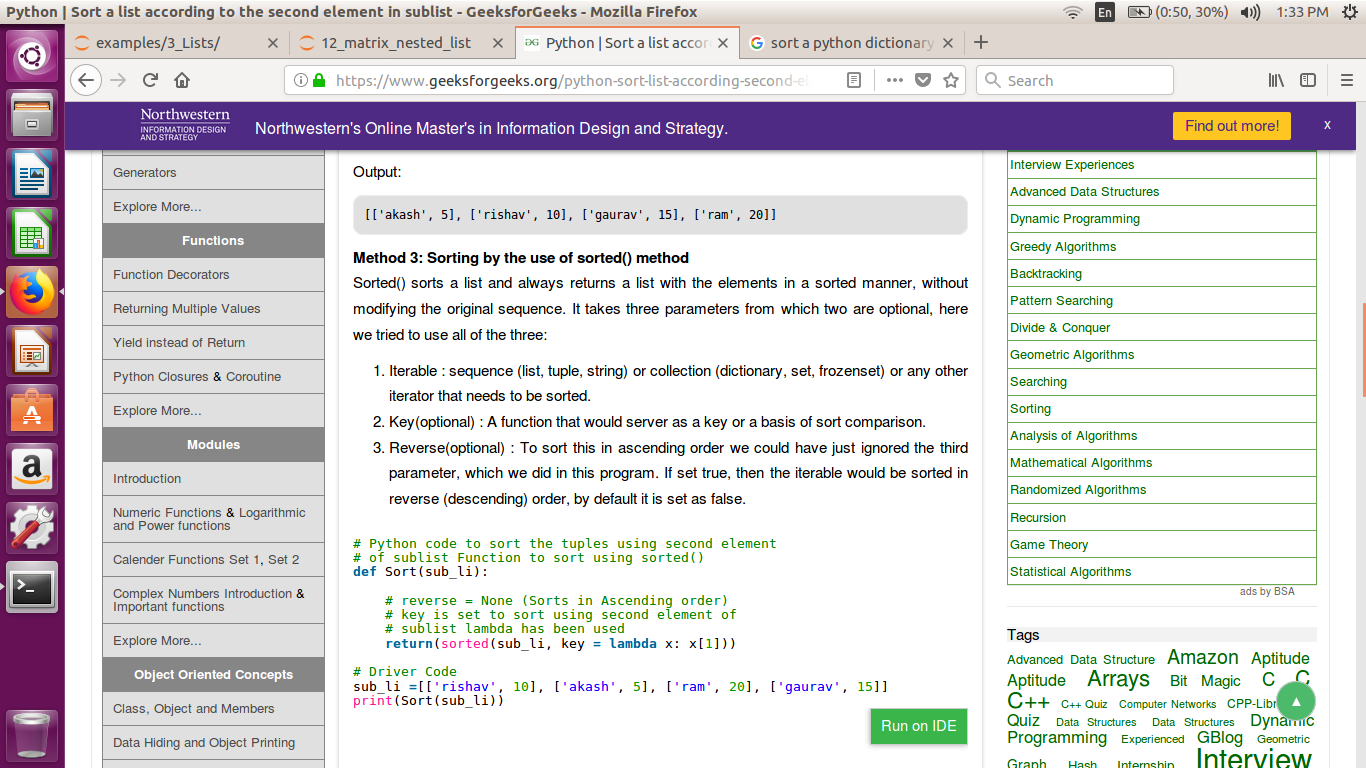 Python | Sort a list according to the second element in sublist - GeeksforGeeks - Mozilla Firefox
En
(0:50, 30%)
1:33 PM
examples/3_Lists/
12_matrix_nested_list
Python | Sort a list accor
sort a python dictionary
https://www.geeksforgeeks.org/python-sort-list-according-second-el
Search
Northwestern
INFORMATION DESIGN
AND STRATEGY
Northwestern's Online Master's in Information Design and Strategy.
Find out more!
x
Generators
Explore More...
Functions
Function Decorators
Returning Multiple Values
Yield instead of Return
Python Closures & Coroutine
Explore More...
Modules
Introduction
Numeric Functions & Logarithmic
and Power functions
Calender Functions Set 1, Set 2
Complex Numbers Introduction &
Important functions
Explore More...
Object Oriented Concepts
Class, Object and Members
Data Hiding and Object Printing
Output:
[['akash', 5], ['rishav', 10], ['gaurav', 15], ['ram', 20]]
Method 3: Sorting by the use of sorted() method
Sorted() sorts a list and always returns a list with the elements in a sorted manner, without
modifying the original sequence. It takes three parameters from which two are optional, here
we tried to use all of the three:
1. Iterable : sequence (list, tuple, string) or collection (dictionary, set, frozenset) or any other
iterator that needs to be sorted.
2. Key(optional) : A function that would server as a key or a basis of sort comparison.
3. Reverse(optional) : To sort this in ascending order we could have just ignored the third
parameter, which we did in this program. If set true, then the iterable would be sorted in
reverse (descending) order, by default it is set as false.
# Python code to sort the tuples using second element
# of sublist Function to sort using sorted()
def Sort(sub_li):
# reverse = None (Sorts in Ascending order)
# key is set to sort using second element of
# sublist lambda has been used
return(sorted(sub_li, key = lambda x: x[1]))
# Driver Code
sub_li =[['rishav', 10], ['akash', 5], ['ram', 20], ['gaurav', 15]]
print(Sort(sub_li))
Run on IDE
Interview Experiences
Advanced Data Structures
Dynamic Programming
Greedy Algorithms
Backtracking
Pattern Searching
Divide & Conquer
Geometric Algorithms
Searching
Sorting
Analysis of Algorithms
Mathematical Algorithms
Randomized Algorithms
Recursion
Game Theory
Statistical Algorithms
ads by BSA
Tags
Advanced Data Structure Amazon Aptitude
Aptitude Arrays Bit Magic C C
C++ C++ Quiz Computer Networks CPP-Libr
Quiz Data Structures Data Structures Dynamic
Programming Experienced GBlog Geometric
Graph Hash Internship Interview